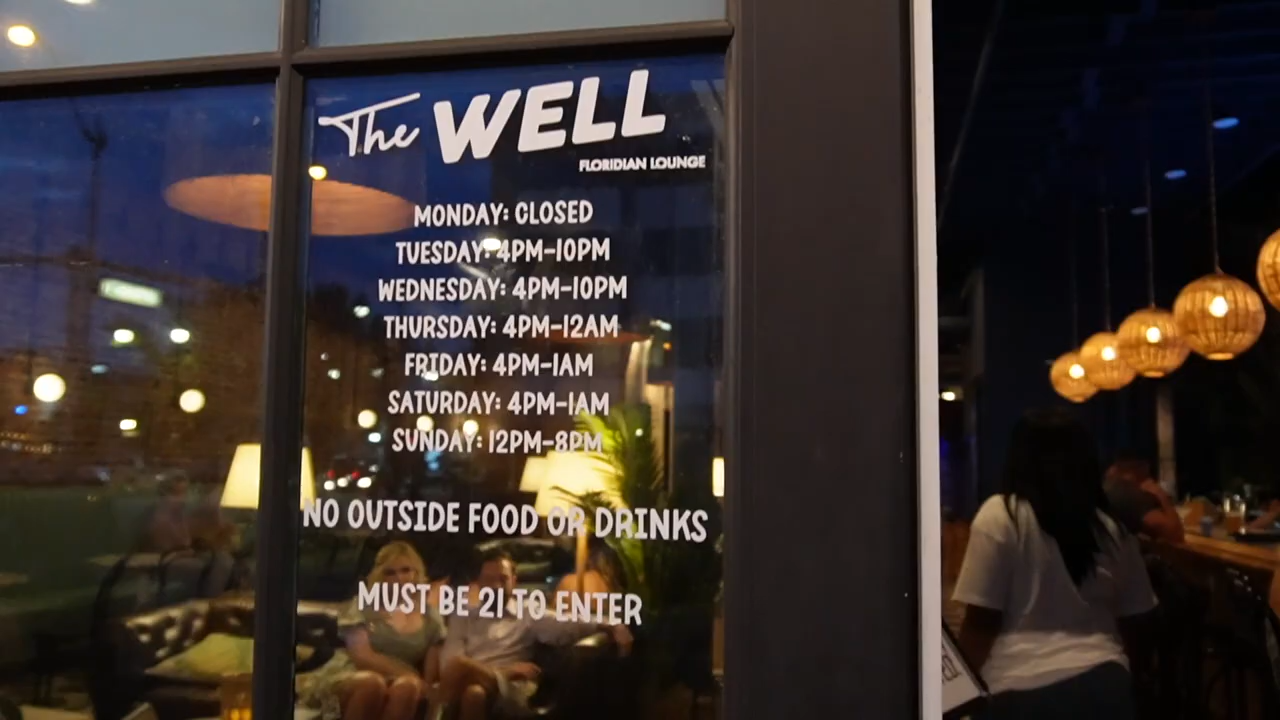 The WELL
FLORIDIAN LOUNGE
MONDAY: CLOSED
TUESDAY: 4PM-10PM
WEDNESDAY: 4PM-10PM
THURSDAY: 4PM-12AM
FRIDAY: 4PM-1AM
SATURDAY: 4PM-1AM
SUNDAY: 12PM-8PM
NO OUTSIDE FOOD OR DRINKS
MUST BE 21 TO ENTER